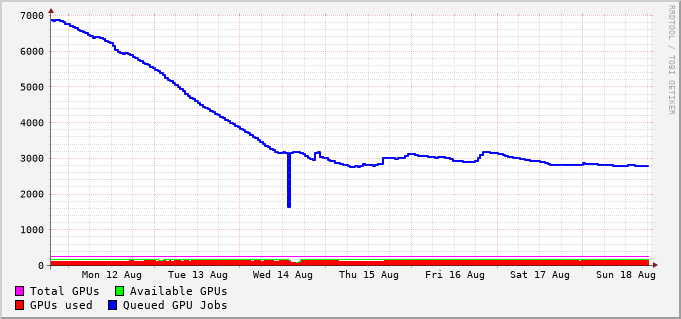 7000
6000
5000
4000
3000
2000
1000
0
Mon 12 Aug Tue 13 Aug Wed 14 Aug Thu 15 Aug Fri 16 Aug Sat 17 Aug Sun 18 Aug
Total GPUs Available GPUs
GPUs used Queued GPU Jobs
RRDTOOL / TOBI OETIKER